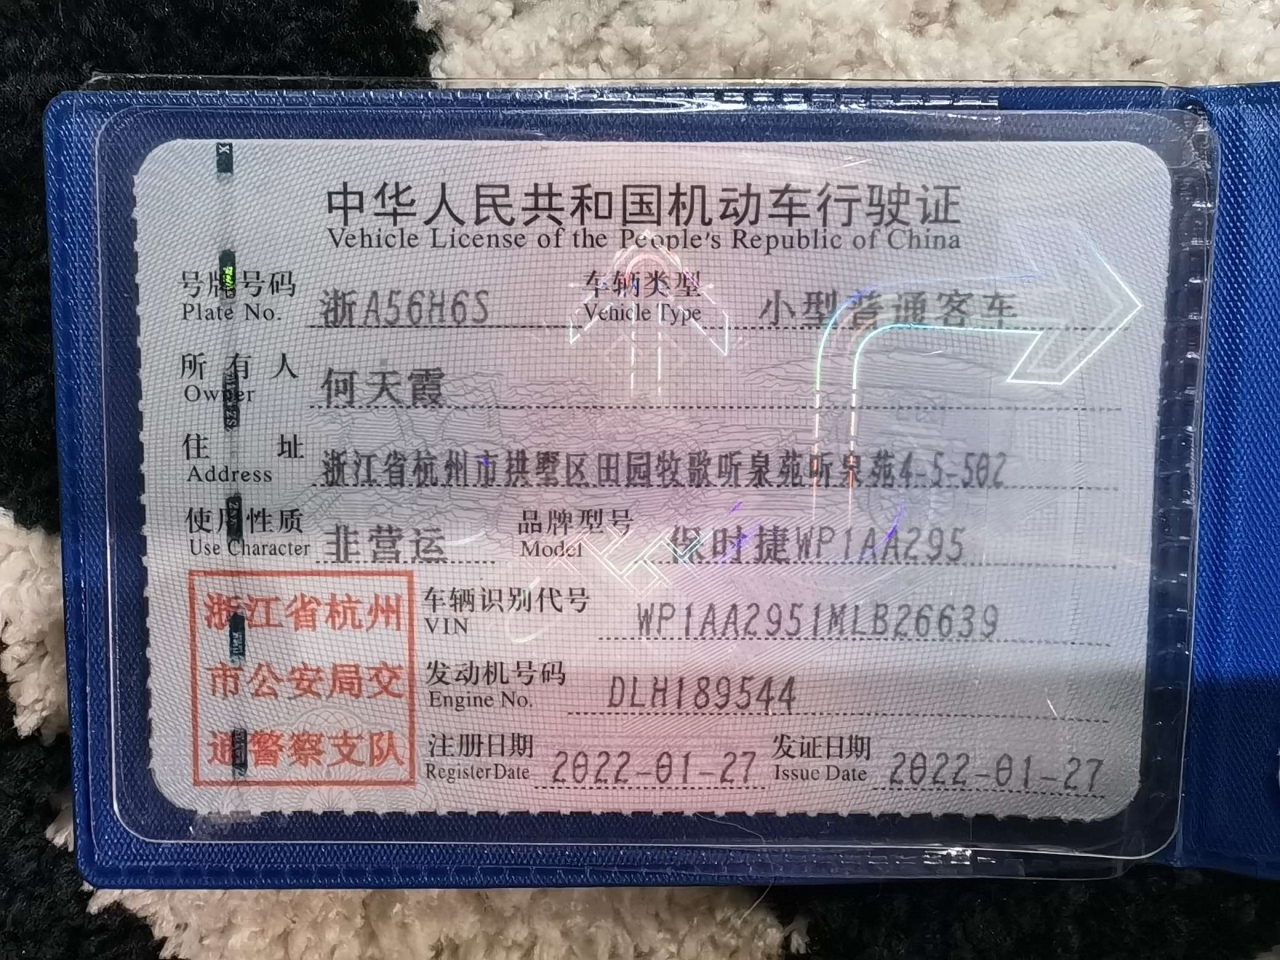 中华人民共和国机动车行驶证
Vehicle License of the People's Republic of China
号牌号码 浙A56H6S 车辆类型 小型普通客车
Plate No. Vehicle Type
所有人 何天霞
Owner
住址 浙江省杭州市拱墅区田园牧歌听泉苑听泉苑4-5-502
Address
使用性质 非营运 品牌型号 保时捷WP1AA295
Use Character Model
浙江省杭州 车辆识别代号 WP1AA2951MLB26639
VIN
市公安局交 发动机号码 DLH189544
Engine No.
通警察支队 注册日期 2022-01-27 发证日期 2022-01-27
Register Date Issue Date